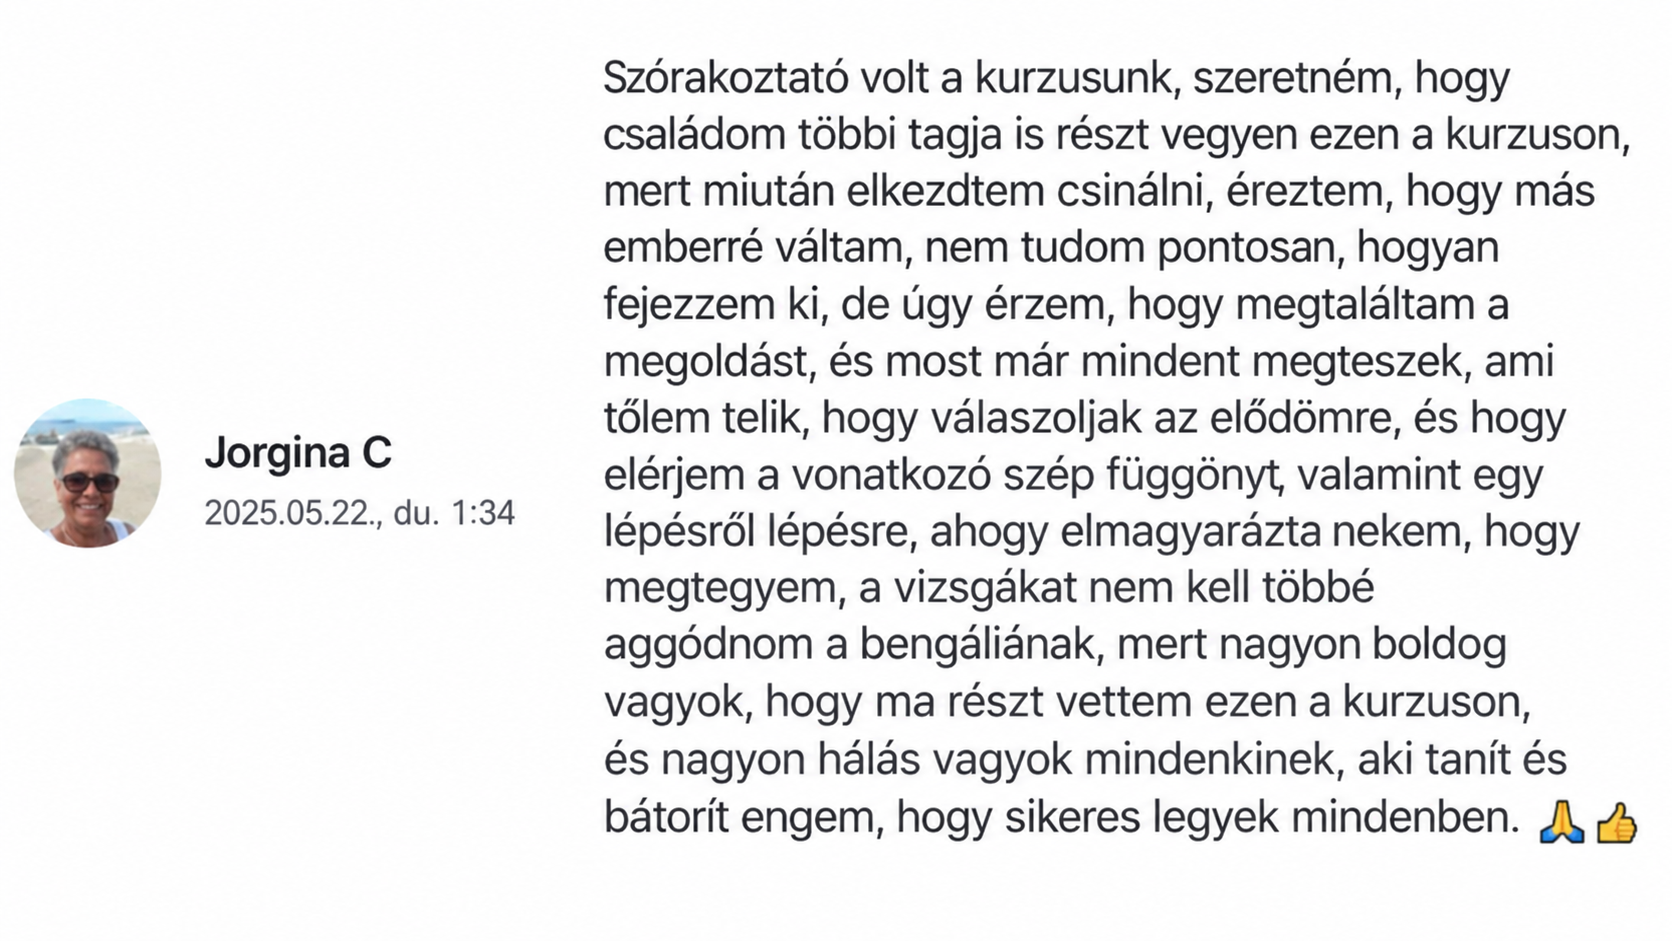 Jorgina C
2025.05.22., du. 1:34
Szórakoztató volt a kurzusunk, szeretném, hogy
családom többi tagja is részt vegyen ezen a kurzuson,
mert miután elkezdtem csinálni, éreztem, hogy más
emberré váltam, nem tudom pontosan, hogyan
fejezzem ki, de úgy érzem, hogy megtaláltam a
megoldást, és most már mindent megteszek, ami
tőlem telik, hogy válaszoljak az elődömre, és hogy
elérjem a vonatkozó szép függönyt, valamint egy
lépésről lépésre, ahogy elmagyarázta nekem, hogy
megtegyem, a vizsgákat nem kell többé
aggódnom a bengáliának, mert nagyon boldog
vagyok, hogy ma részt vettem ezen a kurzuson,
és nagyon hálás vagyok mindenkinek, aki tanít és
bátorít engem, hogy sikeres legyek mindenben. 🙏👍